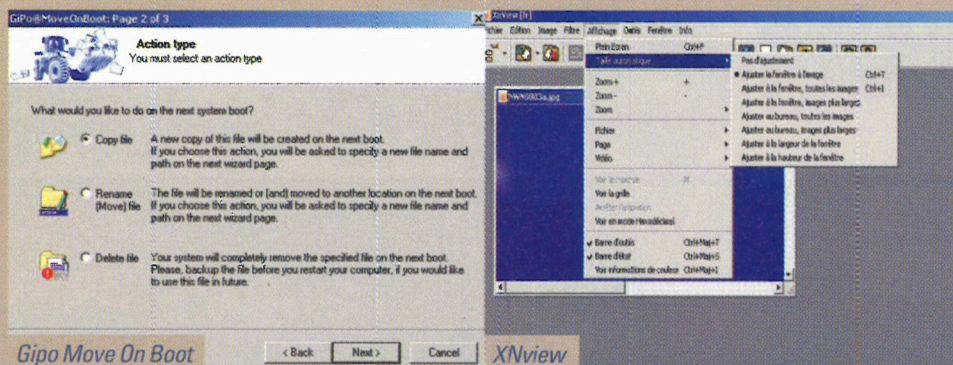 GiPo@MoveOnBoot: Page 2 of 3
Action type
You must select an action type
What would you like to do on the next system boot?
Copy file
A new copy of this file will be created on the next boot.
If you choose this action, you will be asked to specify a new file name and
path on the next wizard page.
Rename
(Move) file
The file will be renamed or (and) moved to another location on the next boot.
If you choose this action, you will be asked to specify a new file name and
path on the next wizard page.
Delete file
Your system will completely remove the specified file on the next boot.
Please, backup the file before you restart your computer, if you would like
to use this file in future.
< Back
Next >
Cancel
Gipo Move On Boot
XnView [fr]
chier Edition Image Filtre Affichage Outils Fenêtre Info
Plein Ecran
Taille automatique
Zoom +
+
Zoom -
-
Zoom
Fichier
Page
Vidéo
Voir la grille
Voir en mode Hexadécimal
Barre d'outils
Ctrl+Maj+T
Barre d'état
Ctrl+Maj+S
Voir informations de couleur
Ctrl+Maj+I
Pas d'ajustement
Ajuster la fenêtre à l'image
Ctrl+T
Ajuster à la fenêtre, toutes les images
Ctrl+I
Ajuster à la fenêtre, images plus larges
Ajuster au bureau, toutes les images
Ajuster au bureau, images plus larges
Ajuster à la largeur de la fenêtre
Ajuster à la hauteur de la fenêtre
XNview